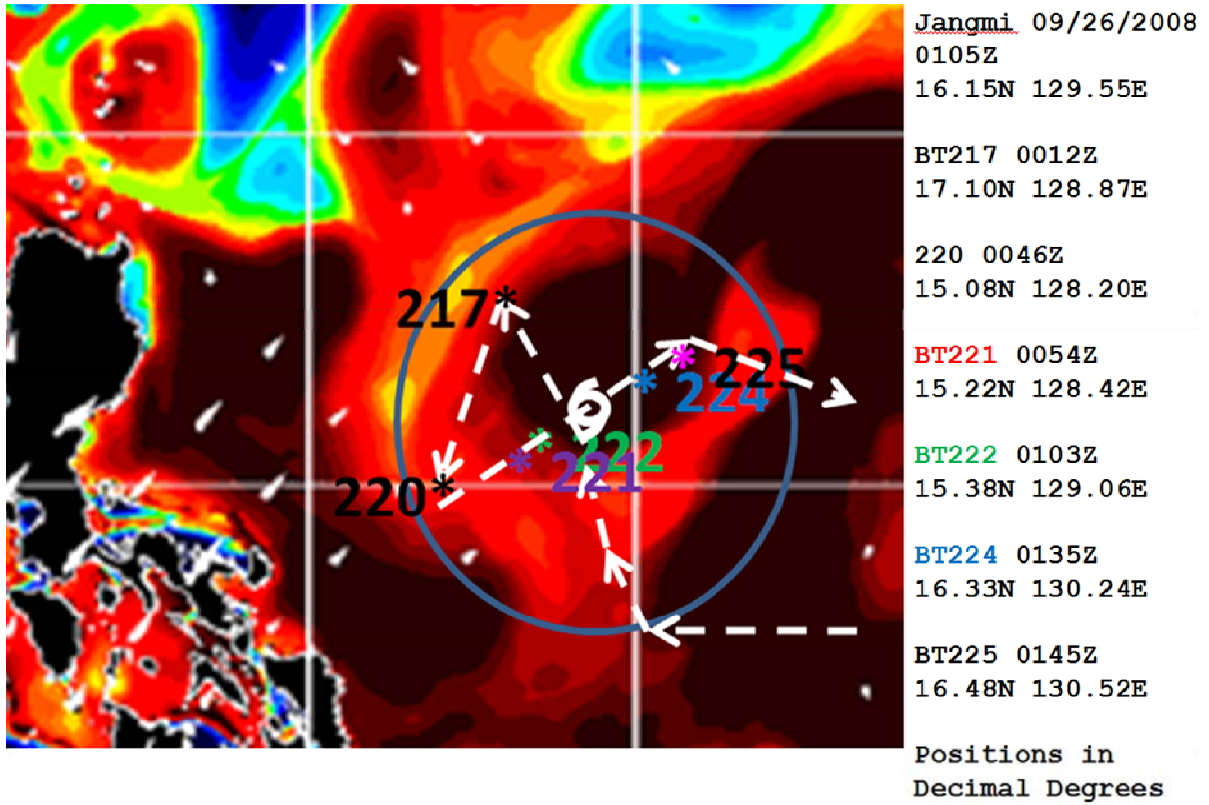 217*
220*
225
* 224
* 222
* 221
Jangmi 09/26/2008
0105Z
16.15N 129.55E
BT217 0012Z
17.10N 128.87E
220 0046Z
15.08N 128.20E
BT221 0054Z
15.22N 128.42E
BT222 0103Z
15.38N 129.06E
BT224 0135Z
16.33N 130.24E
BT225 0145Z
16.48N 130.52E
Positions in
Decimal Degrees